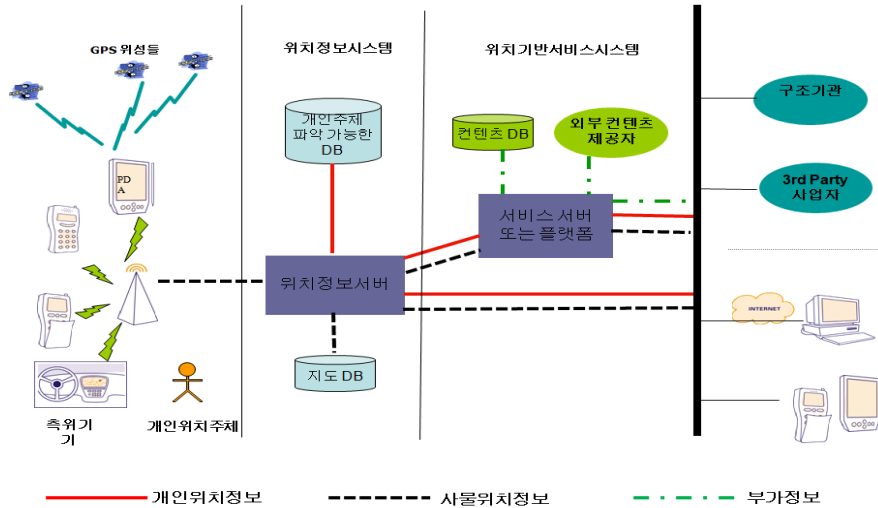 GPS 위성들
위치정보시스템
위치기반서비스시스템
개인주체
파악 가능한
DB
컨텐츠 DB
외부 컨텐츠
제공자
구조기관
3rd Party
사업자
PD
A
서비스 서버
또는 플랫폼
위치정보서버
INTERNET
지도 DB
측위기
기
개인위치주체
개인위치정보
사물위치정보
부가정보